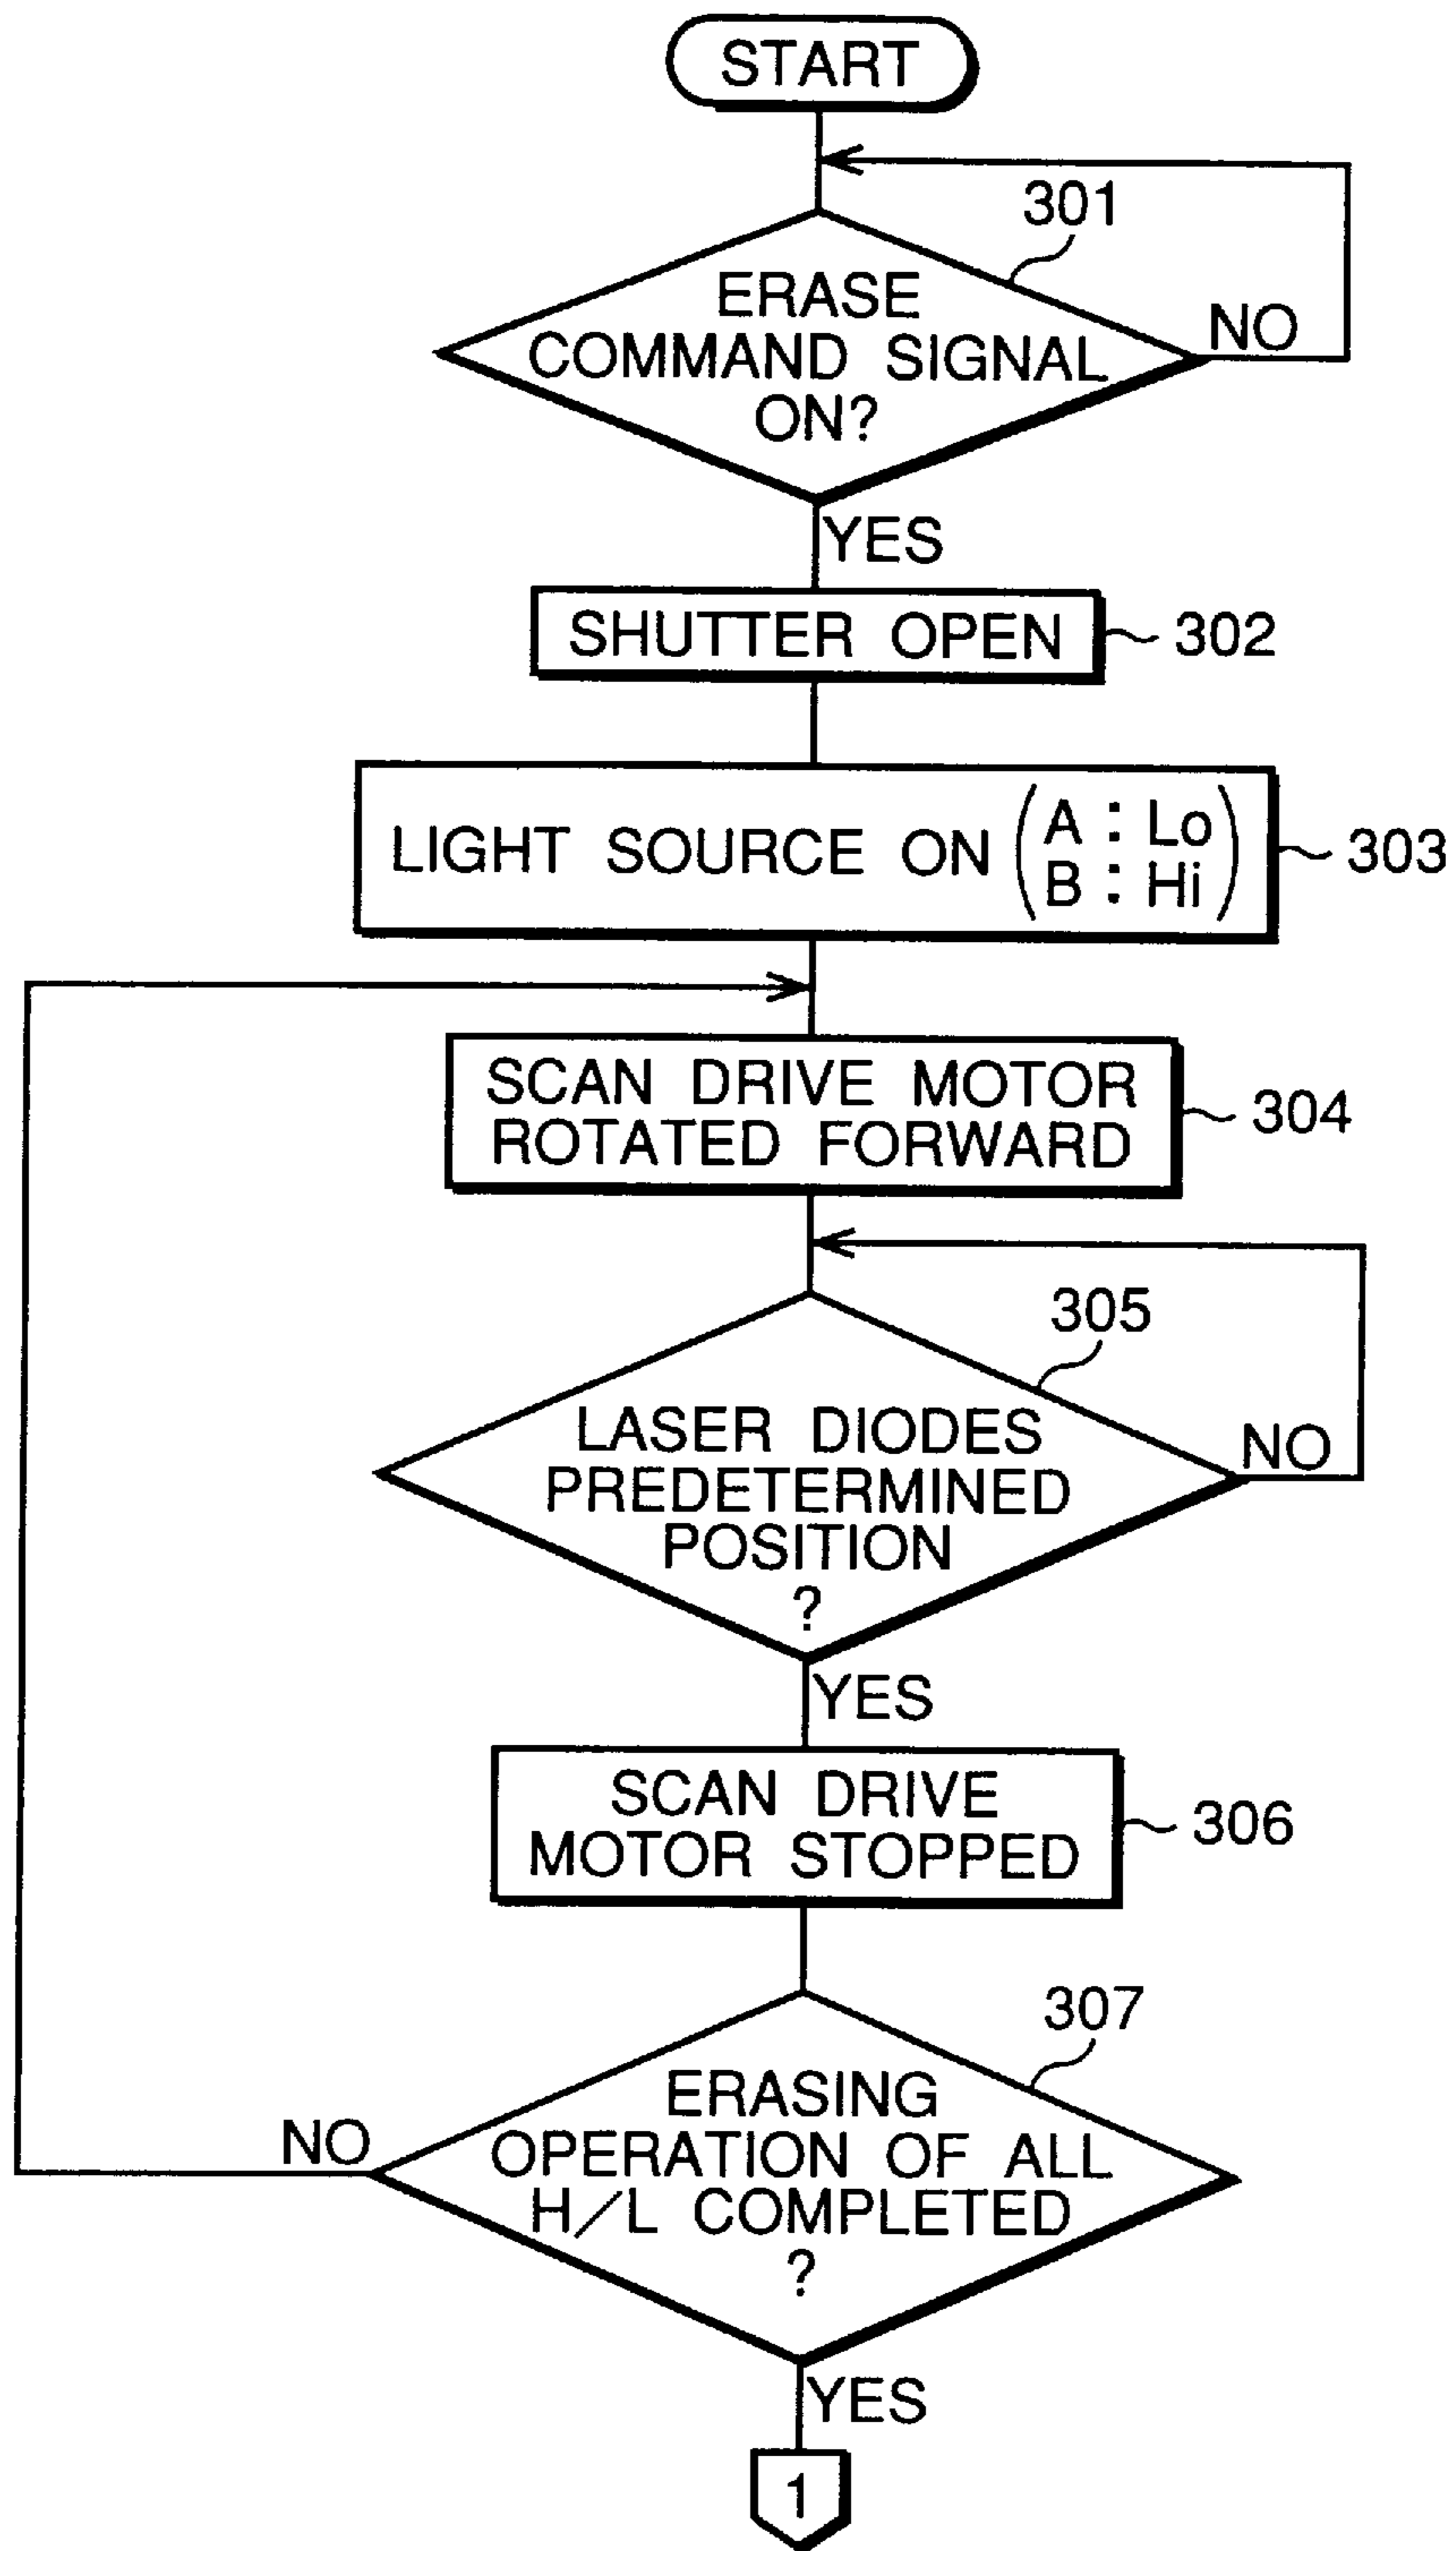 START
301
ERASE
COMMAND SIGNAL
ON?
NO
YES
SHUTTER OPEN
302
LIGHT SOURCE ON (A : Lo
B : Hi)
303
SCAN DRIVE MOTOR
ROTATED FORWARD
304
305
LASER DIODES
PREDETERMINED
POSITION
?
NO
YES
SCAN DRIVE
MOTOR STOPPED
306
307
ERASING
OPERATION OF ALL
H/L COMPLETED
?
NO
YES
1